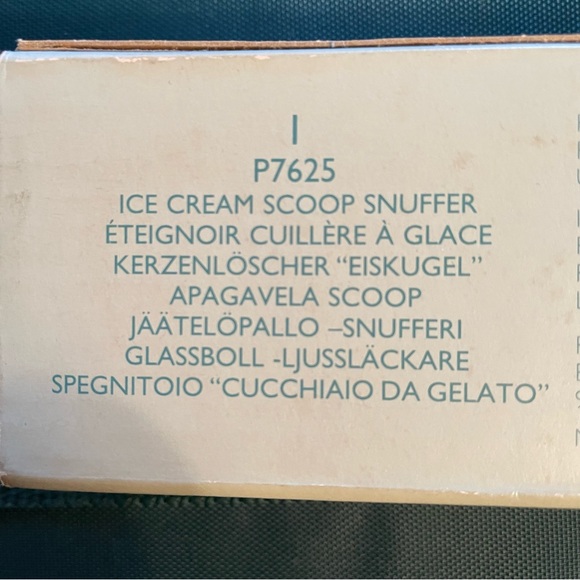 1
P7625
ICE CREAM SCOOP SNUFFER
ÉTEIGNOIR CUILLÈRE À GLACE
KERZENLÖSCHER “EISKUGEL”
APAGAVELA SCOOP
JÄÄTELÖPALLO –SNUFFERI
GLASSBOLL -LJUSSLÄCKARE
SPEGNITOIO “CUCCHIAIO DA GELATO”